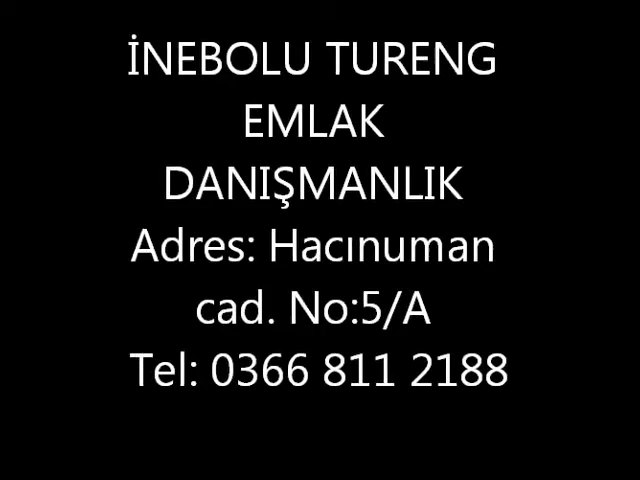 İNEBOLU TURENG
EMLAK
DANIŞMANLIK
Adres: Hacınuman
cad. No:5/A
Tel: 0366 811 2188